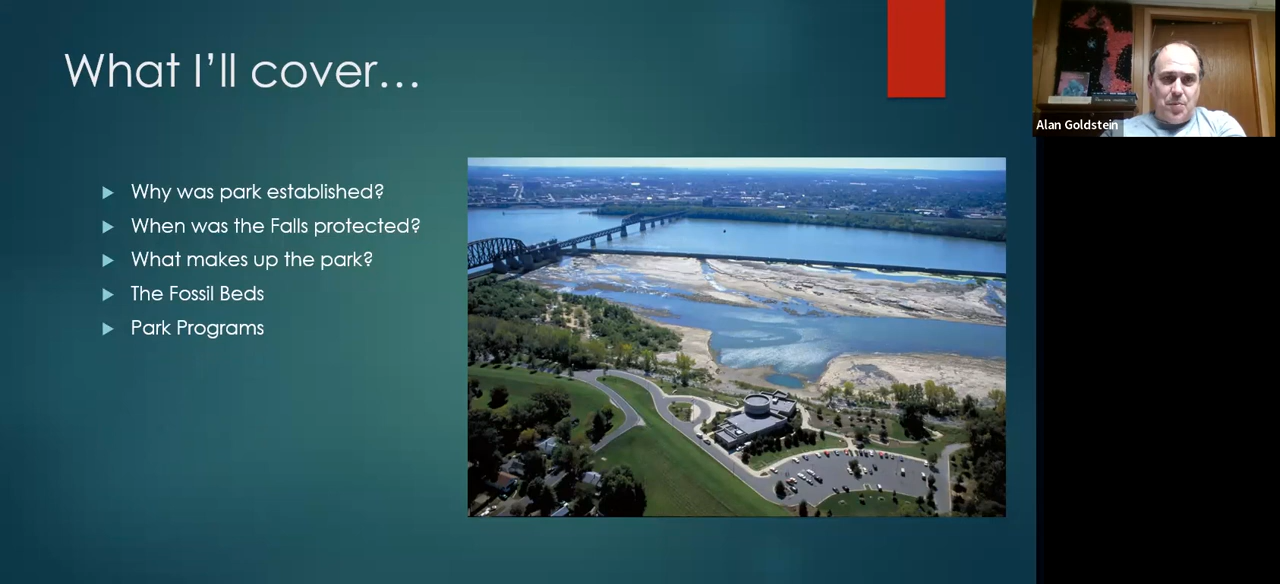 What I'll cover…
Why was park established?
When was the Falls protected?
What makes up the park?
The Fossil Beds
Park Programs
Alan Goldstein